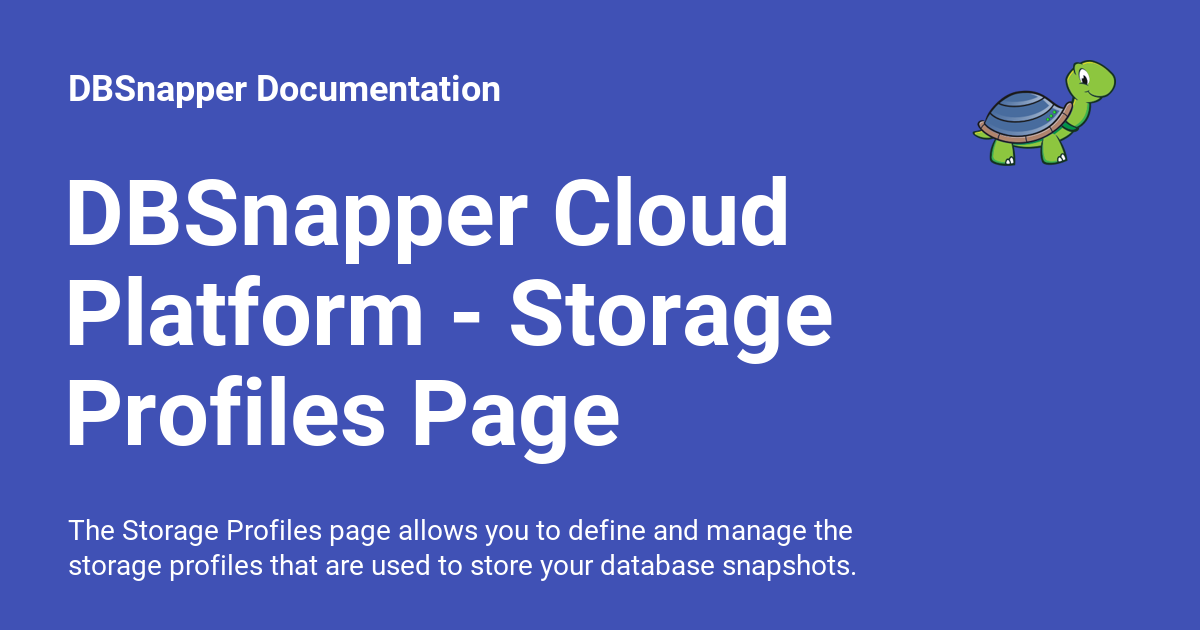 DBSnapper Documentation
DBSnapper Cloud
Platform - Storage
Profiles Page
The Storage Profiles page allows you to define and manage the
storage profiles that are used to store your database snapshots.